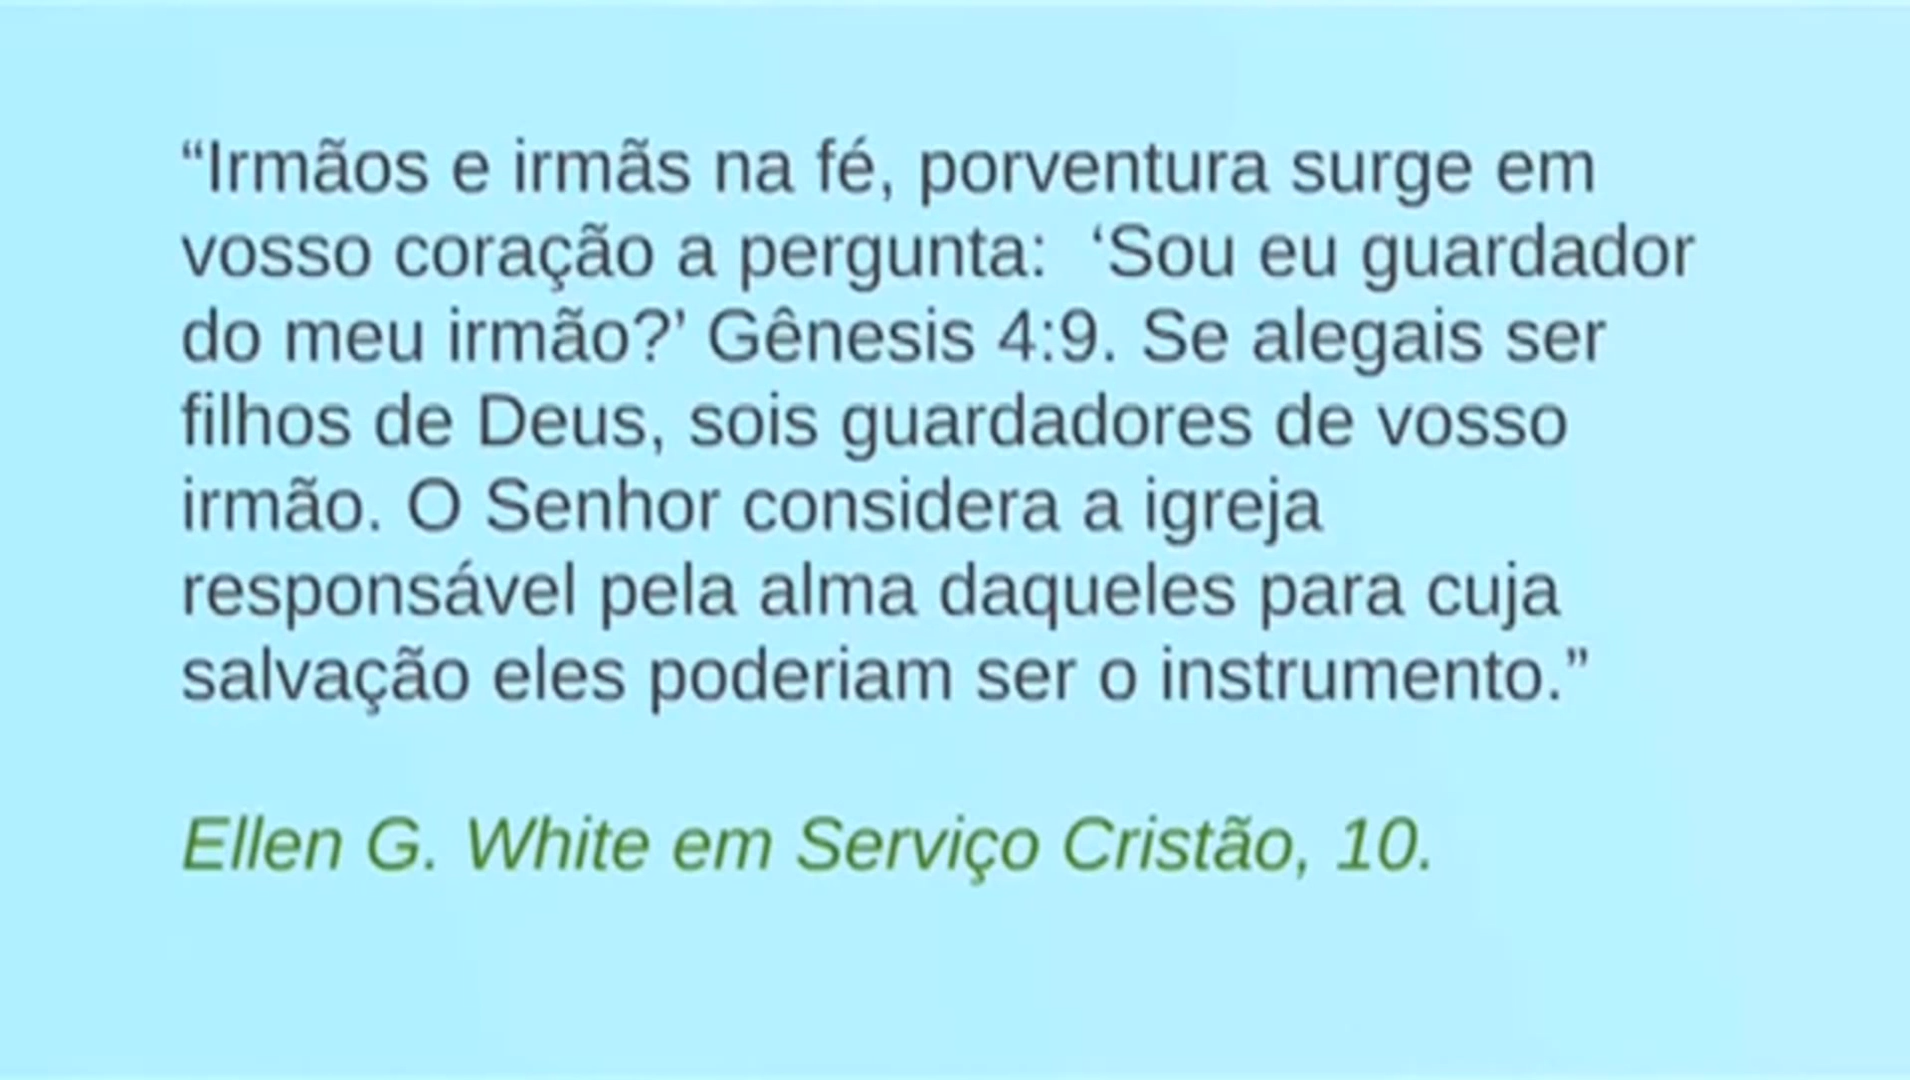 “Irmãos e irmãs na fé, porventura surge em
vosso coração a pergunta:  ‘Sou eu guardador
do meu irmão?’ Gênesis 4:9. Se alegais ser
filhos de Deus, sois guardadores de vosso
irmão. O Senhor considera a igreja
responsável pela alma daqueles para cuja
salvação eles poderiam ser o instrumento.”
Ellen G. White em Serviço Cristão, 10.